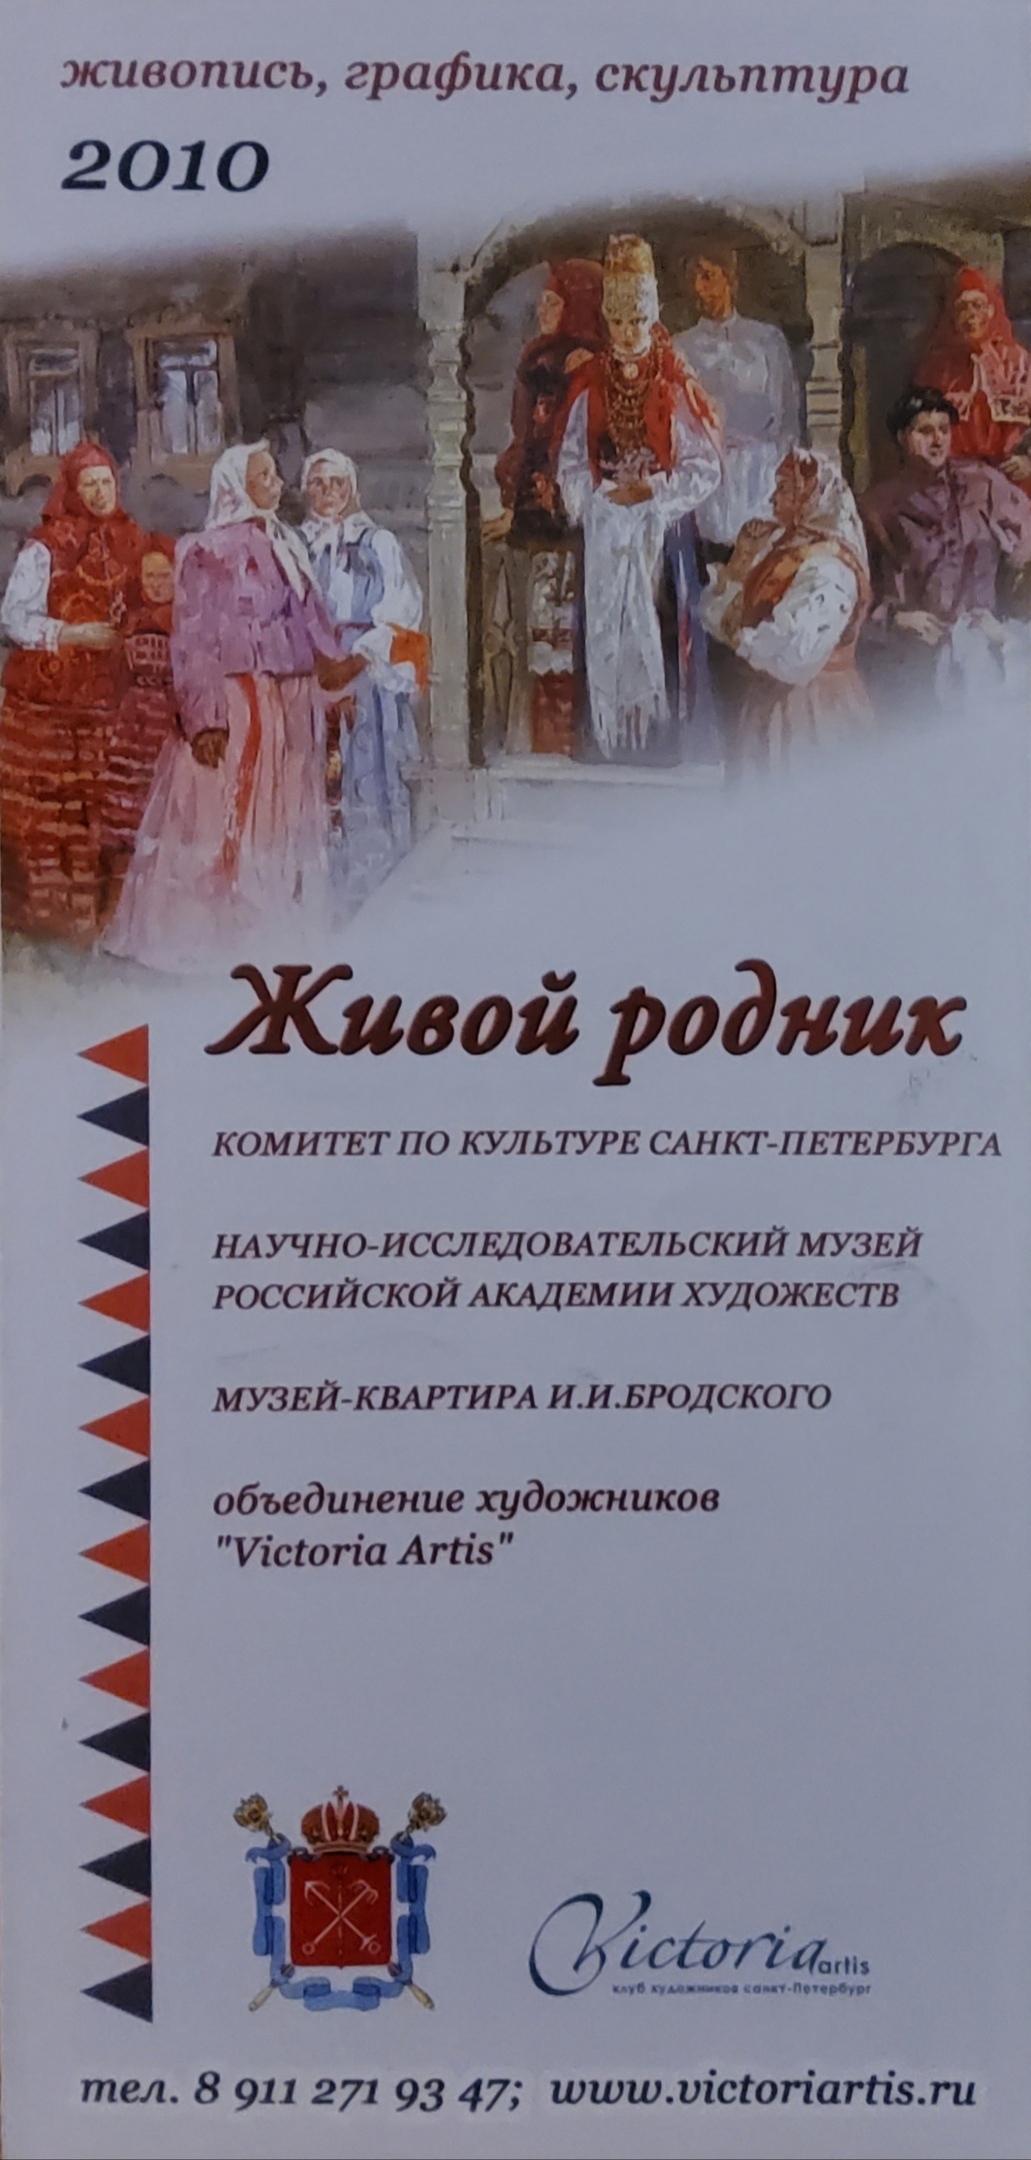 живопись, графика, скульптура
2010
Живой родник
КОМИТЕТ ПО КУЛЬТУРЕ САНКТ-ПЕТЕРБУРГА
НАУЧНО-ИССЛЕДОВАТЕЛЬСКИЙ МУЗЕЙ
РОССИЙСКОЙ АКАДЕМИИ ХУДОЖЕСТВ
МУЗЕЙ-КВАРТИРА И.И.БРОДСКОГО
объединение художников
"Victoria Artis"
Victoria artis
клуб художников санкт-Петербург
тел. 8 911 271 93 47; www.victoriartis.ru